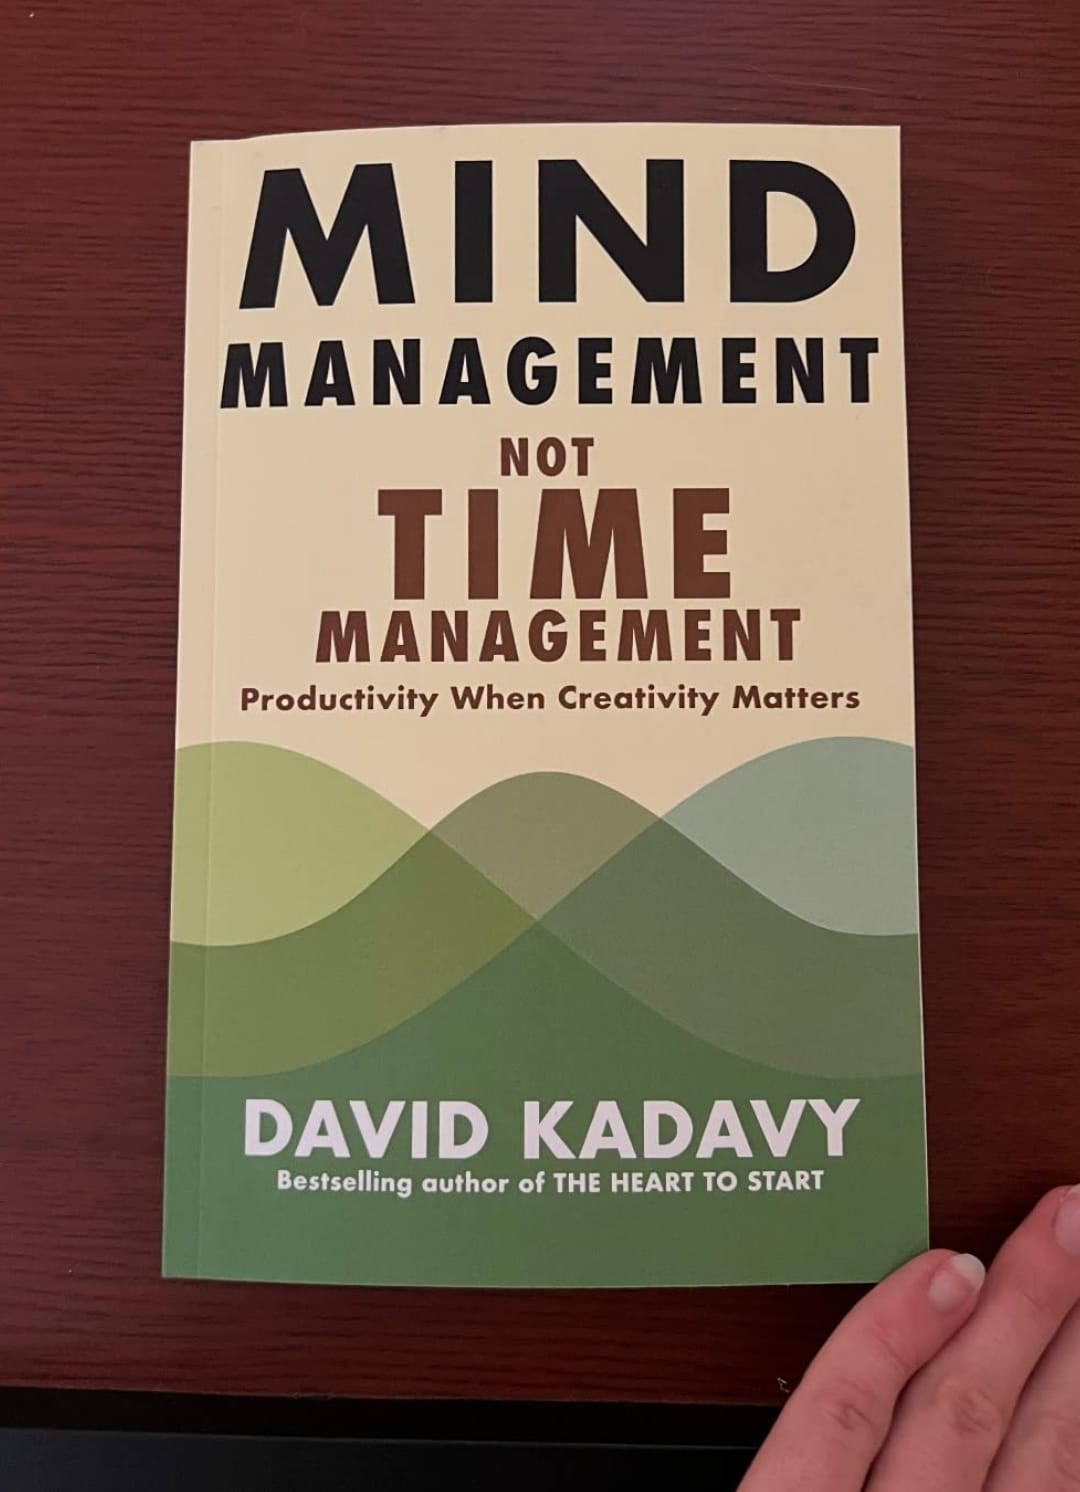 MIND
MANAGEMENT
NOT
TIME
MANAGEMENT
Productivity When Creativity Matters
DAVID KADAVY
Bestselling author of THE HEART TO START